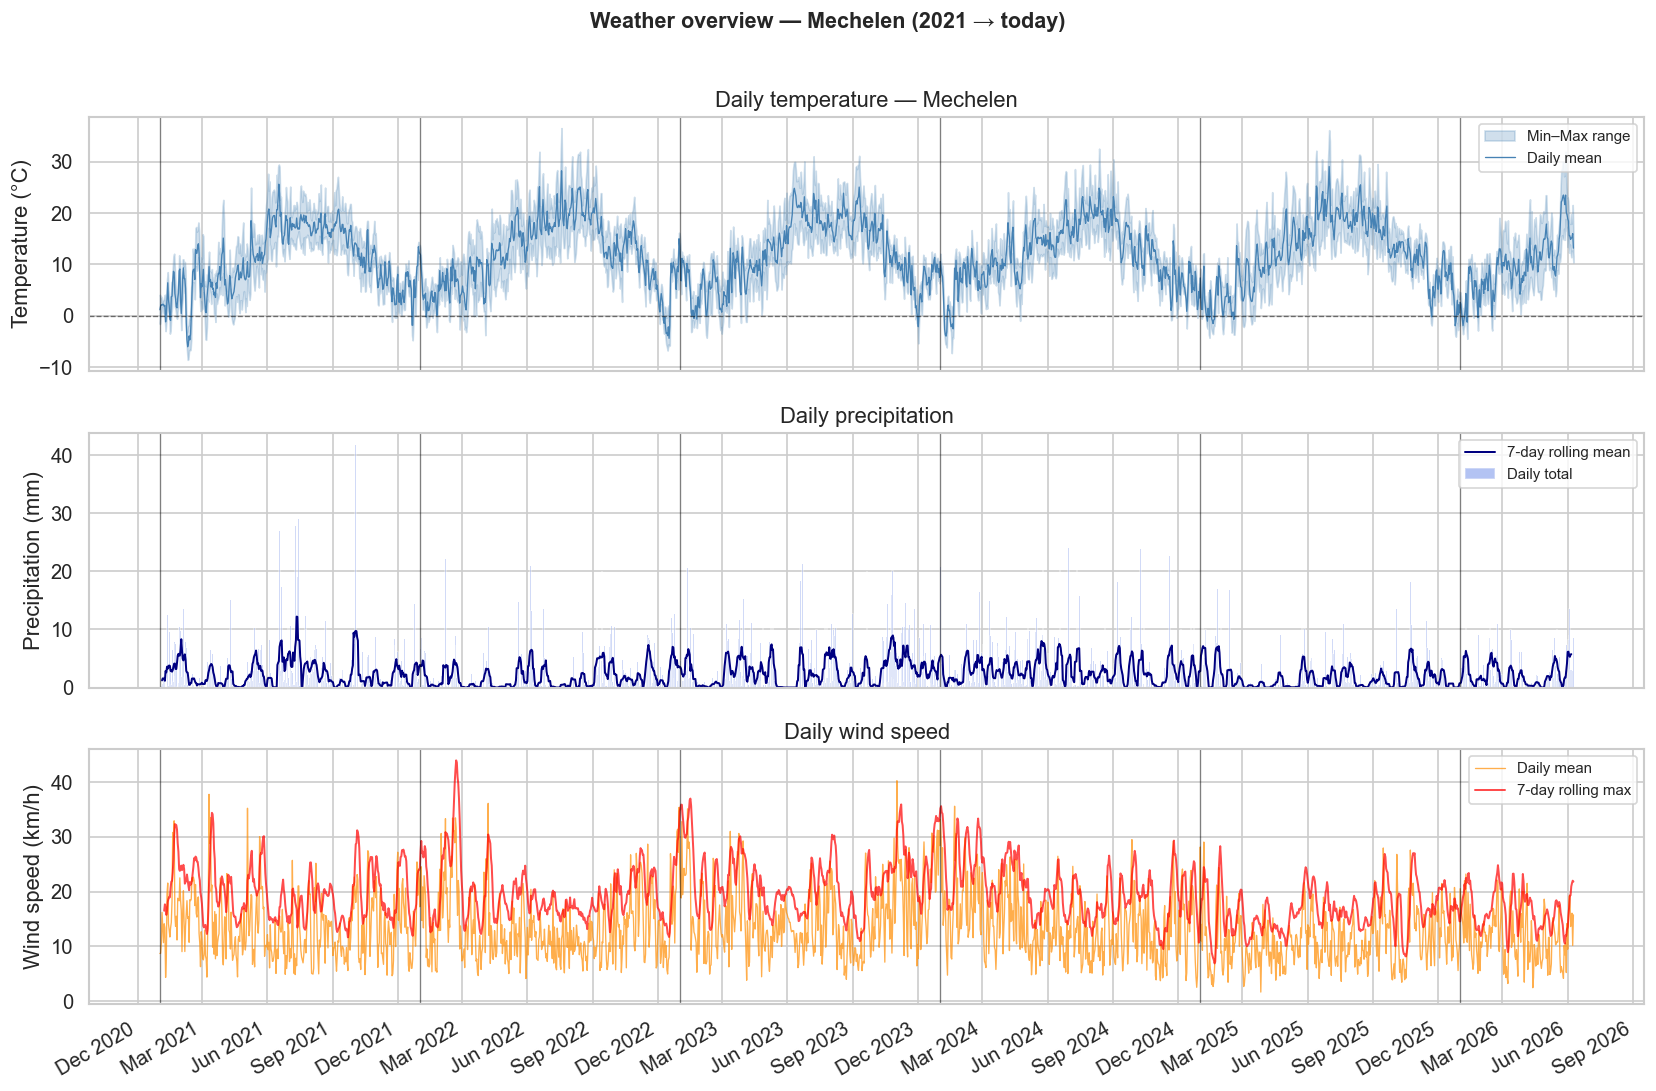 Weather overview — Mechelen (2021 → today)
Daily temperature — Mechelen
Temperature (°C)
30
20
10
0
−10
Min–Max range
Daily mean
Daily precipitation
Precipitation (mm)
40
30
20
10
0
7-day rolling mean
Daily total
Daily wind speed
Wind speed (km/h)
40
30
20
10
0
Daily mean
7-day rolling max
Dec 2020
Mar 2021
Jun 2021
Sep 2021
Dec 2021
Mar 2022
Jun 2022
Sep 2022
Dec 2022
Mar 2023
Jun 2023
Sep 2023
Dec 2023
Mar 2024
Jun 2024
Sep 2024
Dec 2024
Mar 2025
Jun 2025
Sep 2025
Dec 2025
Mar 2026
Jun 2026
Sep 2026